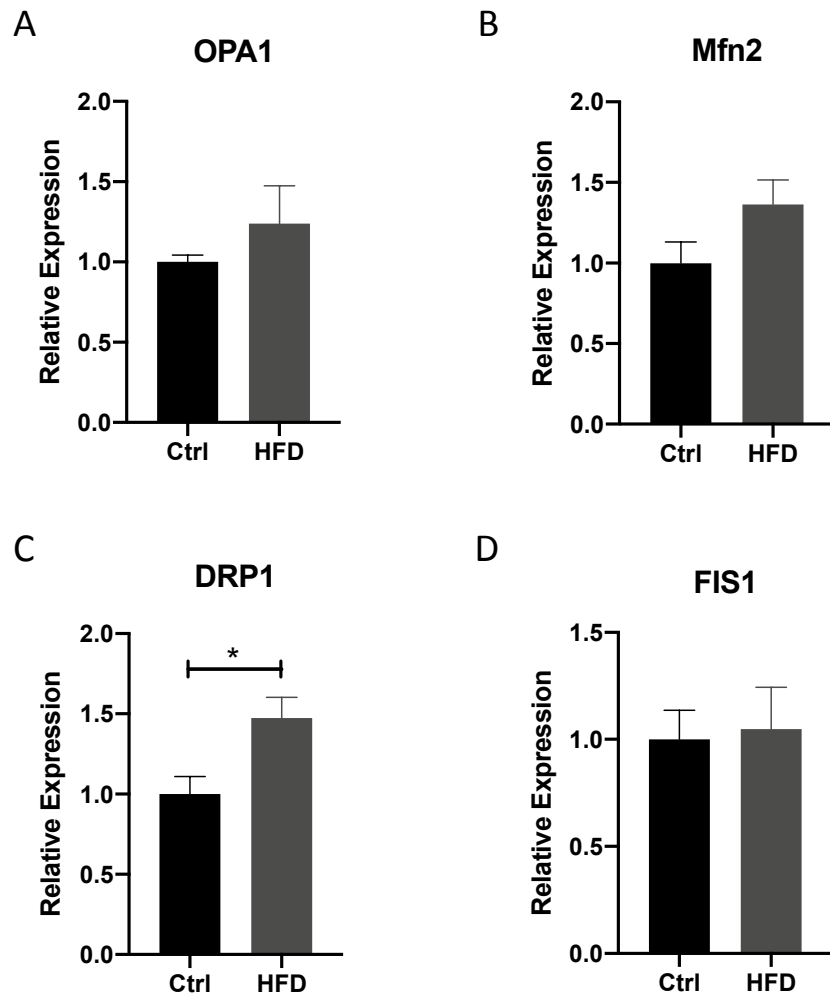 A
OPA1
Relative Expression
2.0
1.5
1.0
0.5
0.0
Ctrl HFD
B
Mfn2
Relative Expression
2.0
1.5
1.0
0.5
0.0
Ctrl HFD
C
DRP1
Relative Expression
2.0
1.5
1.0
0.5
0.0
*
Ctrl HFD
D
FIS1
Relative Expression
1.5
1.0
0.5
0.0
Ctrl HFD